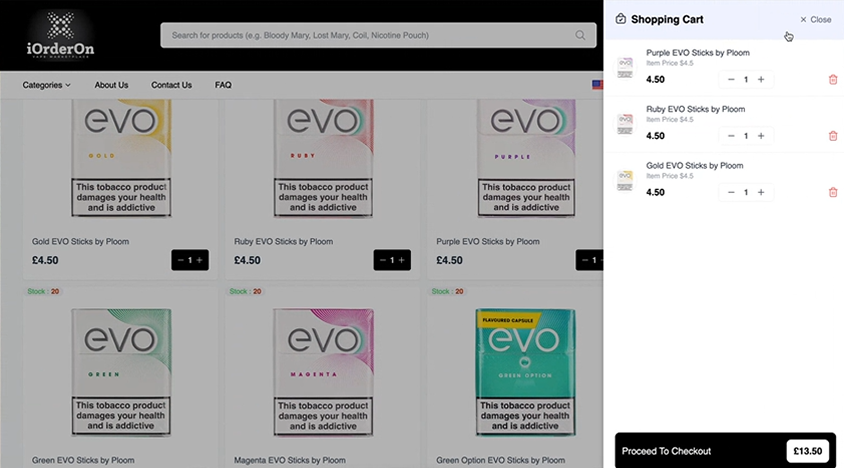 iOrderOn
VAPE MARKETPLACE
Search for products (e.g. Bloody Mary, Lost Mary, Coil, Nicotine Pouch)
Shopping Cart
Close
Categories
About Us
Contact Us
FAQ
Purple EVO Sticks by Ploom
Item Price $4.5
4.50
1
Ruby EVO Sticks by Ploom
Item Price $4.5
4.50
1
Gold EVO Sticks by Ploom
Item Price $4.5
4.50
1
evo
GOLD
This tobacco product
damages your health
and is addictive
Gold EVO Sticks by Ploom
£4.50
1
evo
RUBY
This tobacco product
damages your health
and is addictive
Ruby EVO Sticks by Ploom
£4.50
1
evo
PURPLE
This tobacco product
damages your health
and is addictive
Purple EVO Sticks by Ploom
£4.50
1
Stock : 20
evo
GREEN
This tobacco product
damages your health
and is addictive
Green EVO Sticks by Ploom
Stock : 20
evo
MAGENTA
This tobacco product
damages your health
and is addictive
Magenta EVO Sticks by Ploom
Stock : 20
FLAVOURED CAPSULE
evo
GREEN OPTION
This tobacco product
damages your health
and is addictive
Green Option EVO Sticks by Ploom
Proceed To Checkout
£13.50